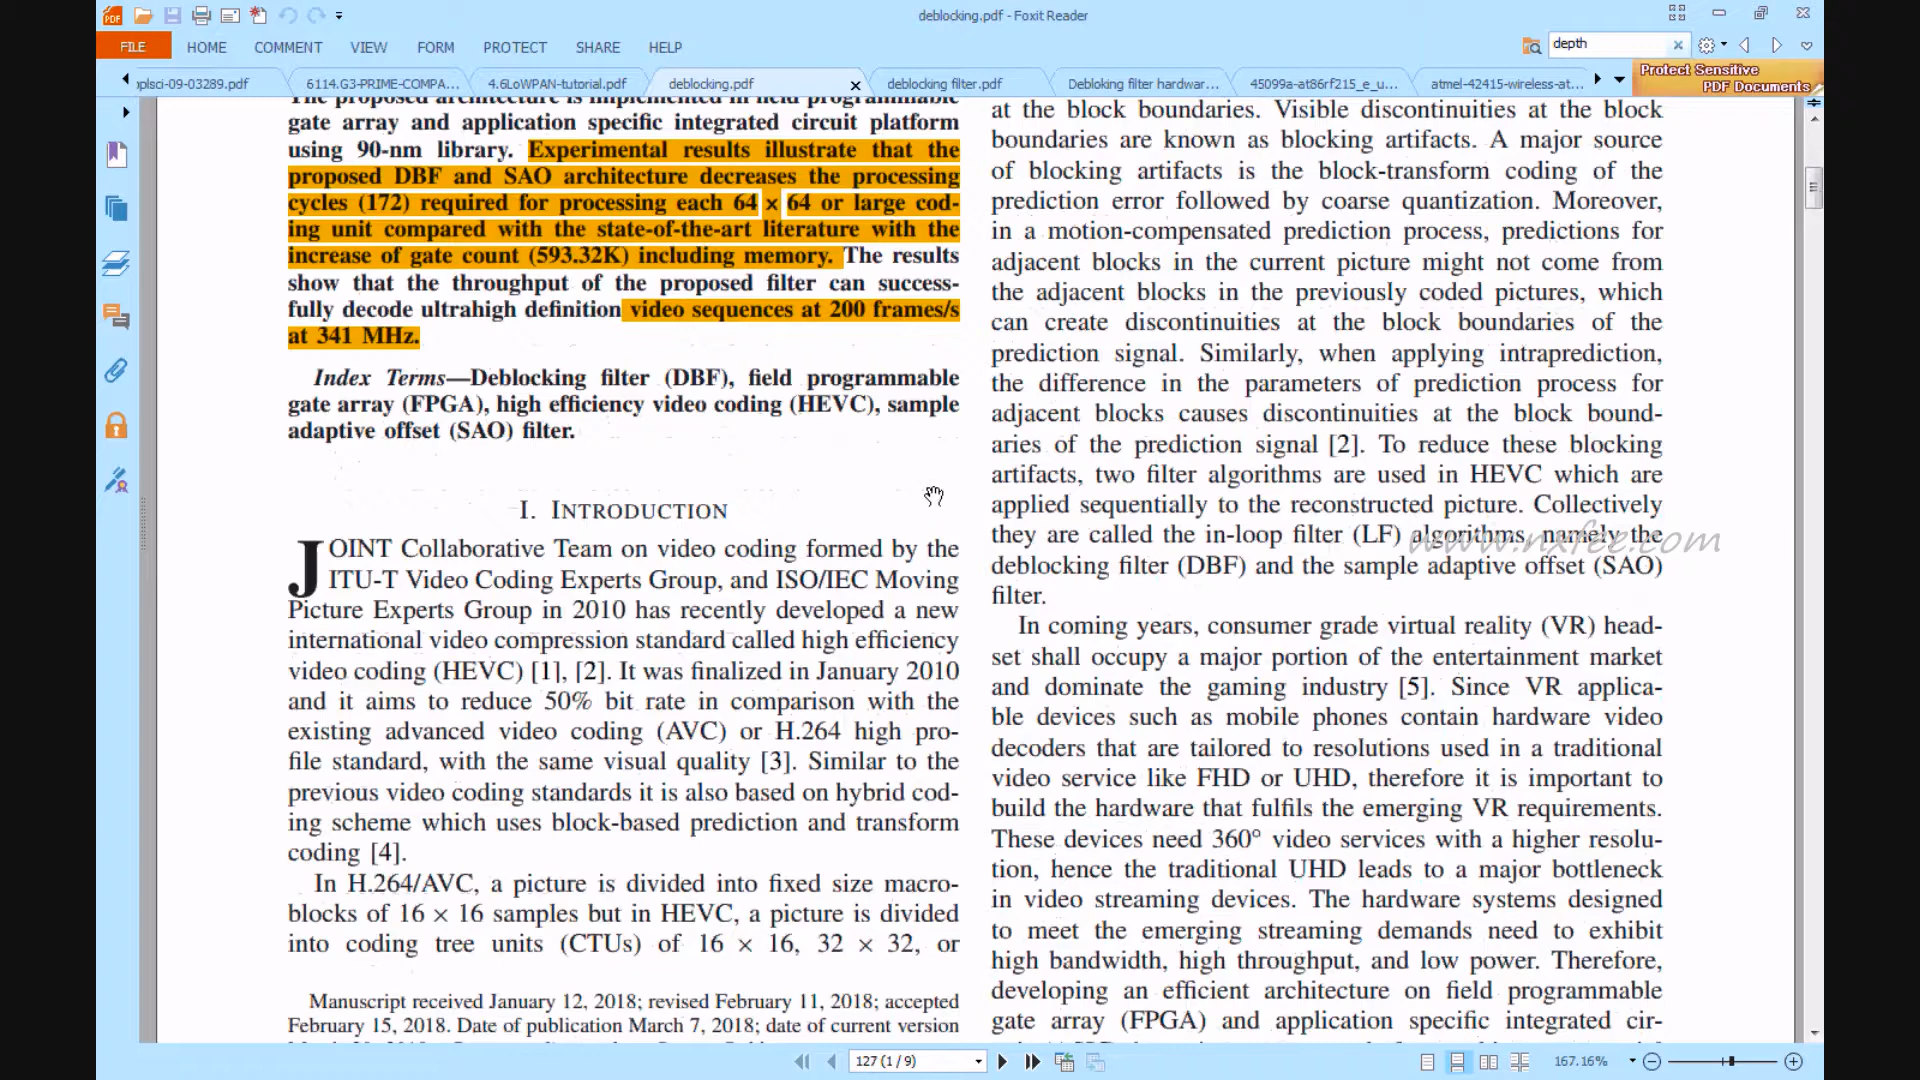 deblocking.pdf - Foxit Reader
FILE HOME COMMENT VIEW FORM PROTECT SHARE HELP
depth
plsci-09-03289.pdf 6114.G3-PRIME-COMPA... 4.6LoWPAN-tutorial.pdf deblocking.pdf deblocking filter.pdf Debloking filter hardwar... 45099a-at86rf215_e_u... atmel-42415-wireless-at...
Protect Sensitive
PDF Documents
The proposed architecture is implemented in field programmable
gate array and application specific integrated circuit platform
using 90-nm library. Experimental results illustrate that the
proposed DBF and SAO architecture decreases the processing
cycles (172) required for processing each 64 × 64 or large cod-
ing unit compared with the state-of-the-art literature with the
increase of gate count (593.32K) including memory. The results
show that the throughput of the proposed filter can success-
fully decode ultrahigh definition video sequences at 200 frames/s
at 341 MHz.
Index Terms—Deblocking filter (DBF), field programmable
gate array (FPGA), high efficiency video coding (HEVC), sample
adaptive offset (SAO) filter.
I. INTRODUCTION
JOINT Collaborative Team on video coding formed by the
ITU-T Video Coding Experts Group, and ISO/IEC Moving
Picture Experts Group in 2010 has recently developed a new
international video compression standard called high efficiency
video coding (HEVC) [1], [2]. It was finalized in January 2010
and it aims to reduce 50% bit rate in comparison with the
existing advanced video coding (AVC) or H.264 high pro-
file standard, with the same visual quality [3]. Similar to the
previous video coding standards it is also based on hybrid cod-
ing scheme which uses block-based prediction and transform
coding [4].
In H.264/AVC, a picture is divided into fixed size macro-
blocks of 16 × 16 samples but in HEVC, a picture is divided
into coding tree units (CTUs) of 16 × 16, 32 × 32, or
Manuscript received January 12, 2018; revised February 11, 2018; accepted
February 15, 2018. Date of publication March 7, 2018; date of current version
at the block boundaries. Visible discontinuities at the block
boundaries are known as blocking artifacts. A major source
of blocking artifacts is the block-transform coding of the
prediction error followed by coarse quantization. Moreover,
in a motion-compensated prediction process, predictions for
adjacent blocks in the current picture might not come from
the adjacent blocks in the previously coded pictures, which
can create discontinuities at the block boundaries of the
prediction signal. Similarly, when applying intraprediction,
the difference in the parameters of prediction process for
adjacent blocks causes discontinuities at the block bound-
aries of the prediction signal [2]. To reduce these blocking
artifacts, two filter algorithms are used in HEVC which are
applied sequentially to the reconstructed picture. Collectively
they are called the in-loop filter (LF) algorithms, namely the
deblocking filter (DBF) and the sample adaptive offset (SAO)
filter.
www.nxfee.com
In coming years, consumer grade virtual reality (VR) head-
set shall occupy a major portion of the entertainment market
and dominate the gaming industry [5]. Since VR applica-
ble devices such as mobile phones contain hardware video
decoders that are tailored to resolutions used in a traditional
video service like FHD or UHD, therefore it is important to
build the hardware that fulfils the emerging VR requirements.
These devices need 360° video services with a higher resolu-
tion, hence the traditional UHD leads to a major bottleneck
in video streaming devices. The hardware systems designed
to meet the emerging streaming demands need to exhibit
high bandwidth, high throughput, and low power. Therefore,
developing an efficient architecture on field programmable
gate array (FPGA) and application specific integrated cir-
127 (1 / 9)
167.16%